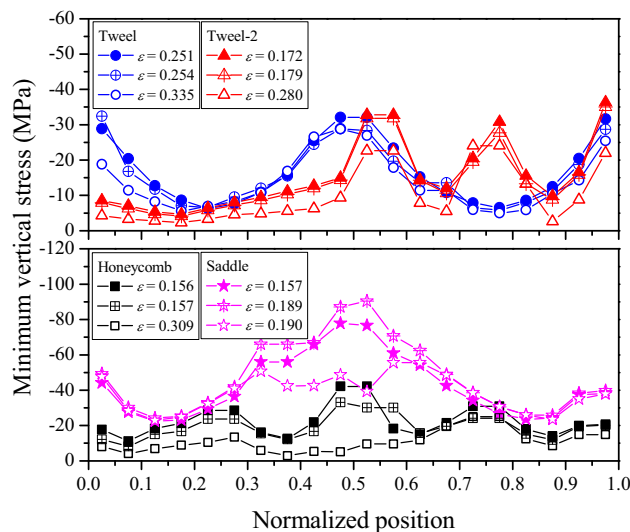 -60
-50
-40
-30
-20
-10
0
Tweel
ε = 0.251
ε = 0.254
ε = 0.335
Tweel-2
ε = 0.172
ε = 0.179
ε = 0.280
Minimum vertical stress (MPa)
-120
-100
-80
-60
-40
-20
0
Honeycomb
ε = 0.156
ε = 0.157
ε = 0.309
Saddle
ε = 0.157
ε = 0.189
ε = 0.190
0.0 0.1 0.2 0.3 0.4 0.5 0.6 0.7 0.8 0.9 1.0
Normalized position